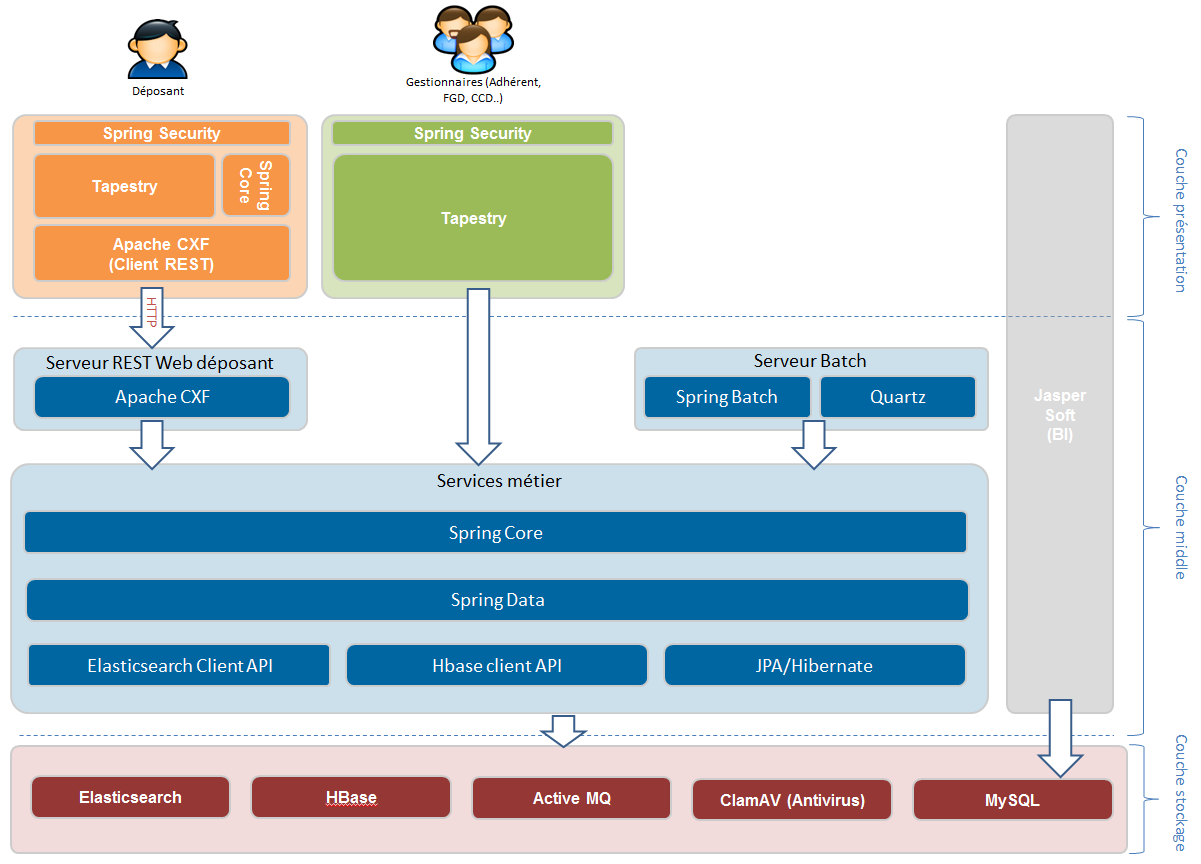 Déposant
Gestionnaires (Adhérent,
FGD, CCD..)
Spring Security
Tapestry
Spring
Core
Apache CXF
(Client REST)
Spring Security
Tapestry
Couche présentation
HTTP
Serveur REST Web déposant
Apache CXF
Serveur Batch
Spring Batch
Quartz
Jasper
Soft
(BI)
Services métier
Spring Core
Spring Data
Elasticsearch Client API
Hbase client API
JPA/Hibernate
Couche middle
Elasticsearch
HBase
Active MQ
ClamAV (Antivirus)
MySQL
Couche stockage